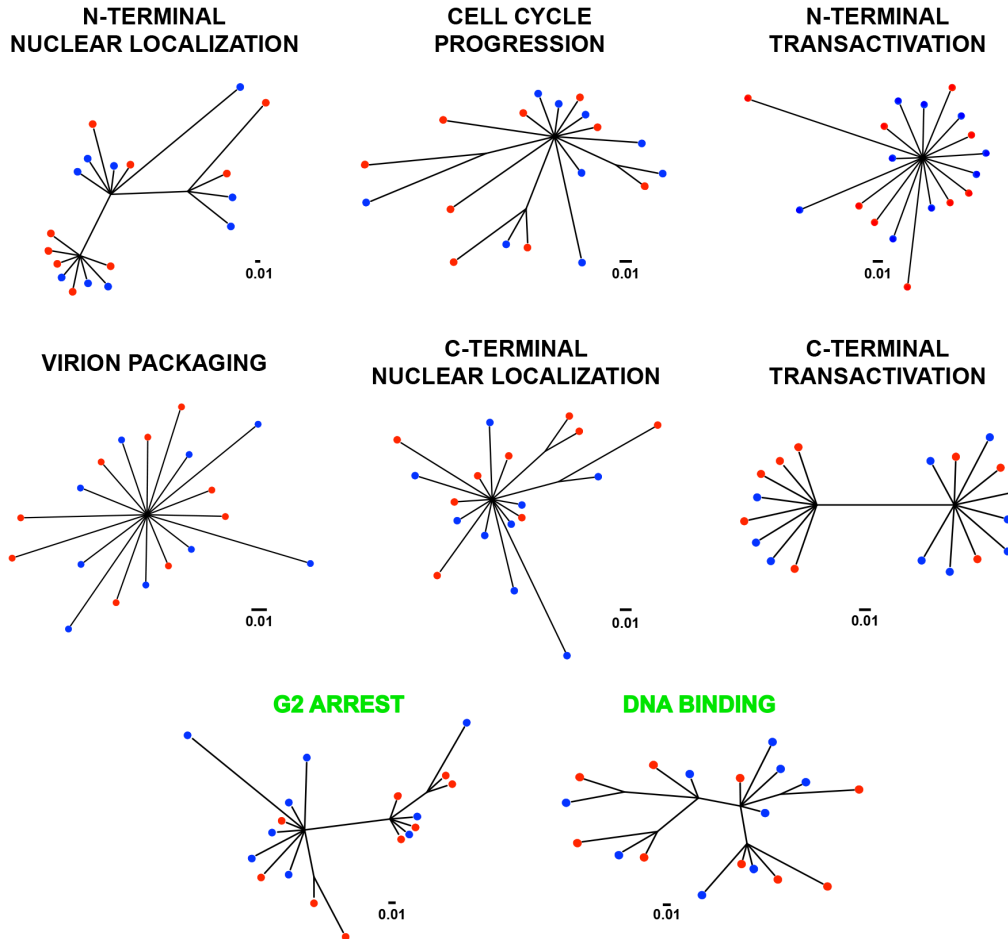 N-TERMINAL
NUCLEAR LOCALIZATION
CELL CYCLE
PROGRESSION
N-TERMINAL
TRANSACTIVATION
0.01
0.01
0.01
VIRION PACKAGING
C-TERMINAL
NUCLEAR LOCALIZATION
C-TERMINAL
TRANSACTIVATION
0.01
0.01
0.01
G2 ARREST
DNA BINDING
0.01
0.01